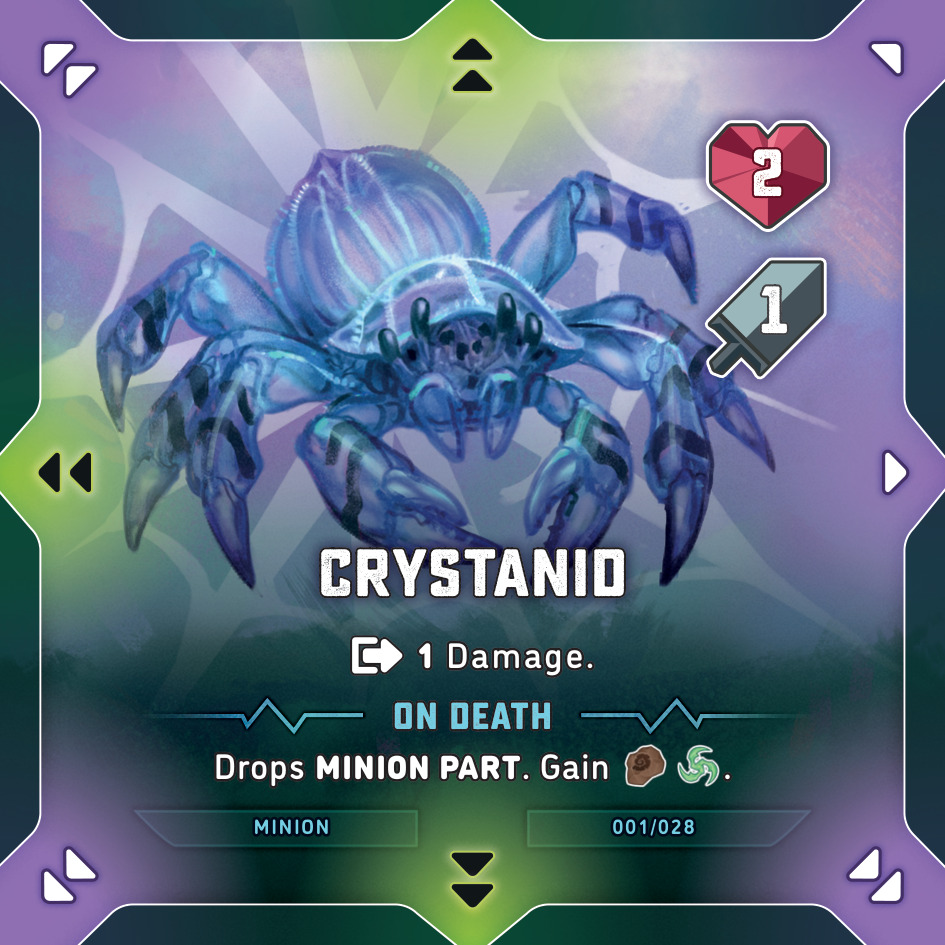 2
1
CRYSTANID
1 Damage.
ON DEATH
Drops MINION PART. Gain .
MINION 001/028